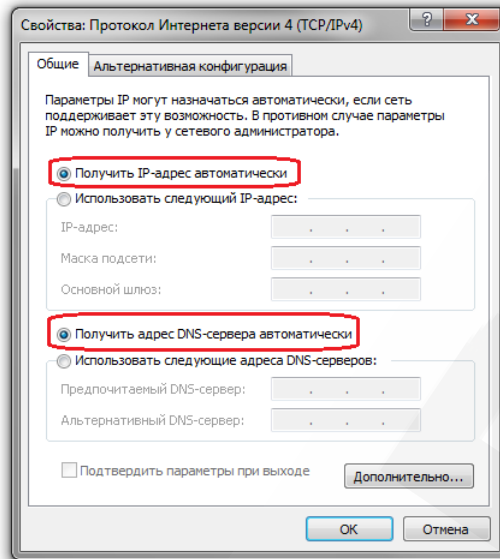 Свойства: Протокол Интернета версии 4 (TCP/IPv4)
Общие
Альтернативная конфигурация
Параметры IP могут назначаться автоматически, если сеть
поддерживает эту возможность. В противном случае параметры
IP можно получить у сетевого администратора.
Получить IP-адрес автоматически
Использовать следующий IP-адрес:
IP-адрес:
Маска подсети:
Основной шлюз:
Получить адрес DNS-сервера автоматически
Использовать следующие адреса DNS-серверов:
Предпочитаемый DNS-сервер:
Альтернативный DNS-сервер:
Подтвердить параметры при выходе
Дополнительно...
ОК
Отмена